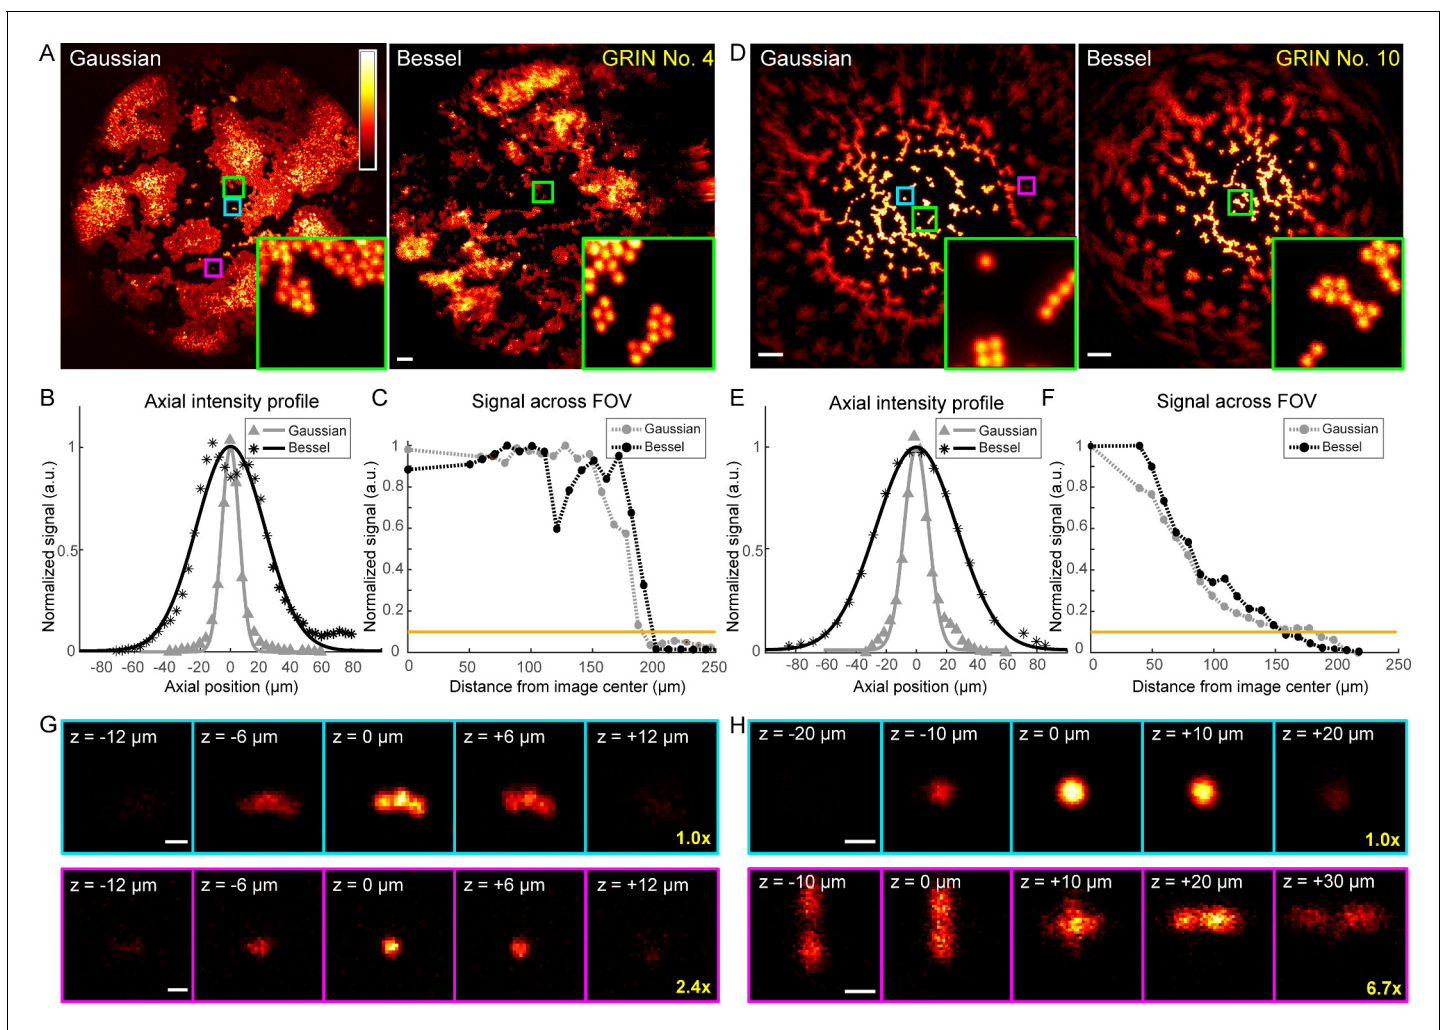 A
Gaussian
Bessel
GRIN No. 4
D
Gaussian
Bessel
GRIN No. 10
B
Axial intensity profile
Gaussian
Bessel
Normalized signal (a.u.)
1
0.5
0
-80 -60 -40 -20 0 20 40 60 80
Axial position (µm)
C
Signal across FOV
Gaussian
Bessel
Normalized signal (a.u.)
1
0.8
0.6
0.4
0.2
0
0 50 100 150 200 250
Distance from image center (µm)
E
Axial intensity profile
Gaussian
Bessel
Normalized signal (a.u.)
1
0.5
0
-80 -60 -40 -20 0 20 40 60 80
Axial position (µm)
F
Signal across FOV
Gaussian
Bessel
Normalized signal (a.u.)
1
0.8
0.6
0.4
0.2
0
0 50 100 150 200 250
Distance from image center (µm)
G
z = -12 µm
z = -6 µm
z = 0 µm
z = +6 µm
z = +12 µm
1.0x
z = -12 µm
z = -6 µm
z = 0 µm
z = +6 µm
z = +12 µm
2.4x
H
z = -20 µm
z = -10 µm
z = 0 µm
z = +10 µm
z = +20 µm
1.0x
z = -10 µm
z = 0 µm
z = +10 µm
z = +20 µm
z = +30 µm
6.7x